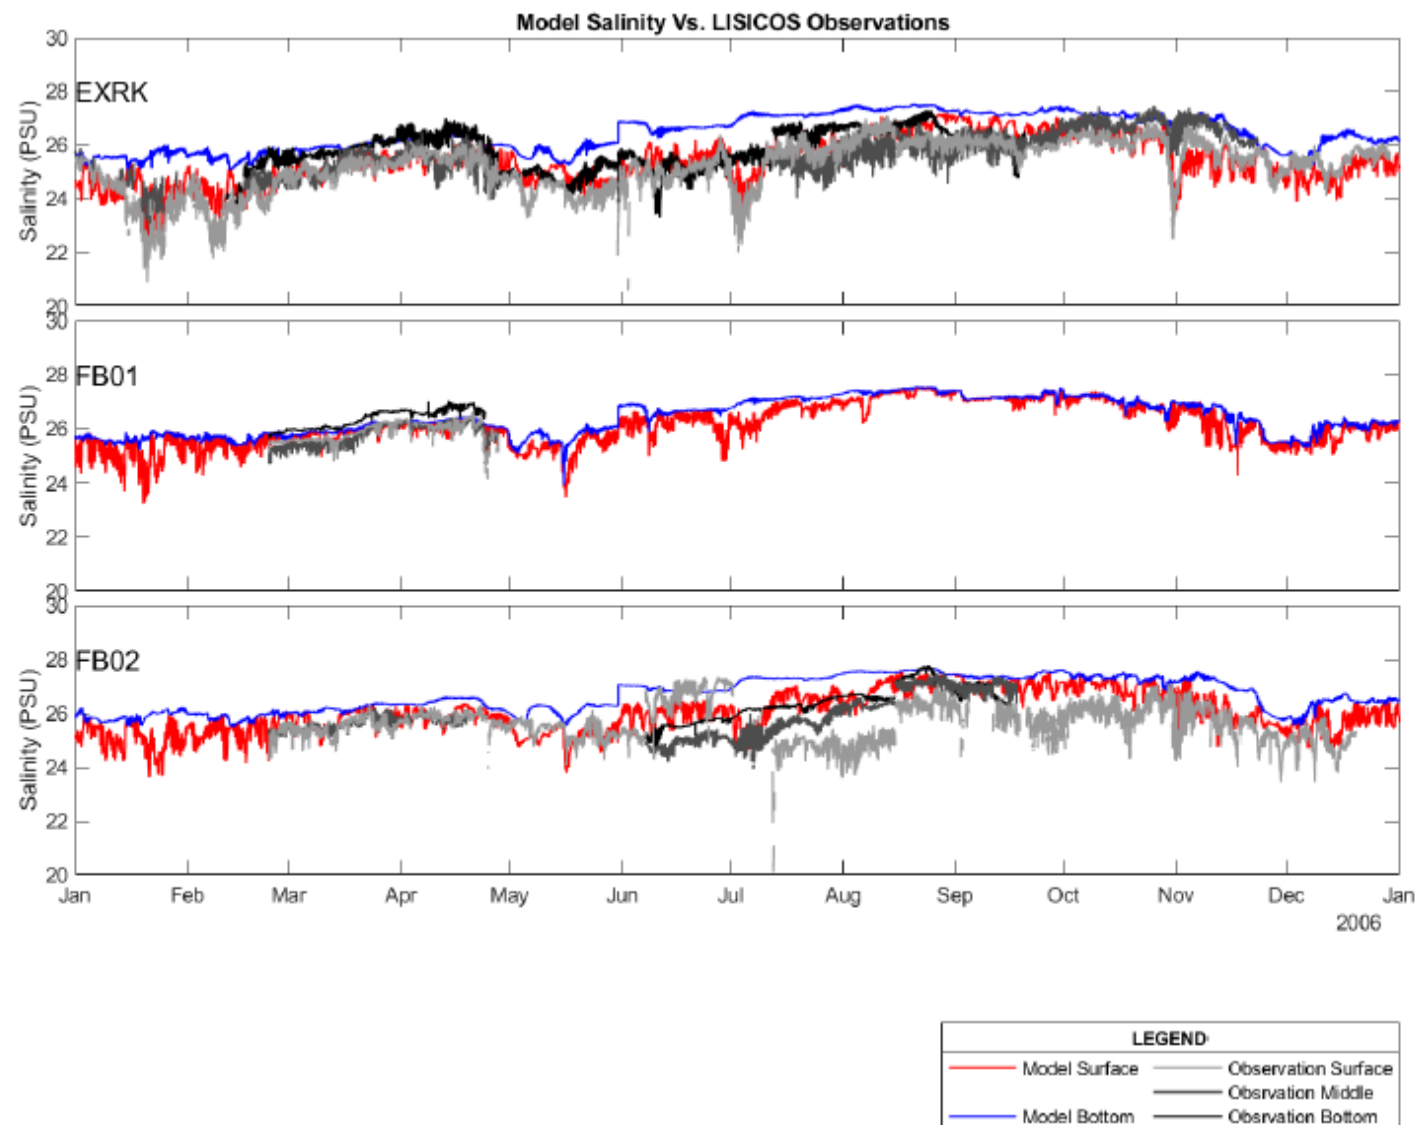 Model Salinity Vs. LISICOS Observations
30
28
26
24
22
20
Salinity (PSU)
EXRK
30
28
26
24
22
20
Salinity (PSU)
FB01
30
28
26
24
22
20
Salinity (PSU)
FB02
Jan Feb Mar Apr May Jun Jul Aug Sep Oct Nov Dec Jan
2006
LEGEND
Model Surface Observation Surface
Obsrvation Middle
Model Bottom Obsrvation Bottom